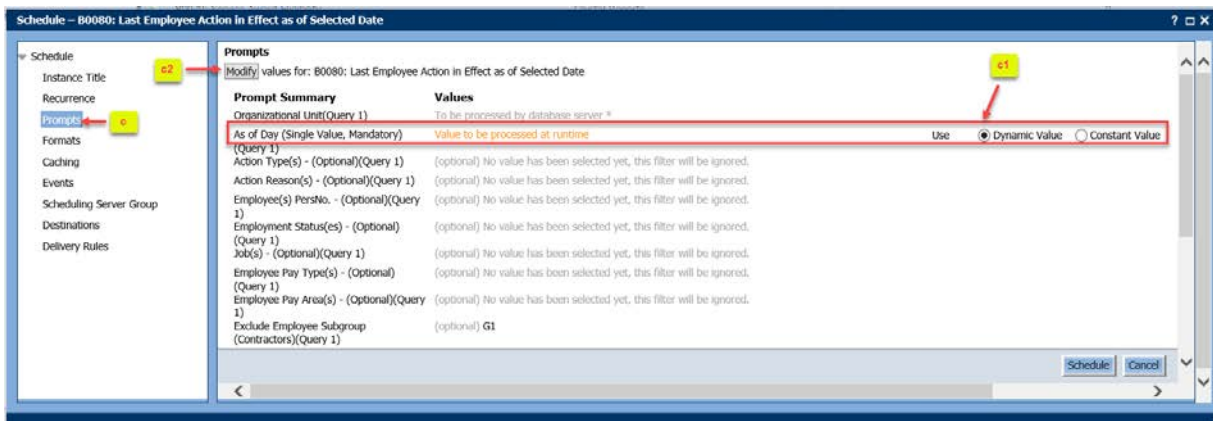 Schedule – B0080: Last Employee Action in Effect as of Selected Date
?
Schedule
Instance Title
Recurrence
Prompts
Formats
Caching
Events
Scheduling Server Group
Destinations
Delivery Rules
c
c2
c1
Prompts
Modify values for: B0080: Last Employee Action in Effect as of Selected Date
Prompt Summary Values
Organizational Unit(Query 1) To be processed by database server *
As of Day (Single Value, Mandatory) Value to be processed at runtime Use Dynamic Value Constant Value
(Query 1)
Action Type(s) - (Optional)(Query 1) (optional) No value has been selected yet, this filter will be ignored.
Action Reason(s) - (Optional)(Query 1) (optional) No value has been selected yet, this filter will be ignored.
Employee(s) PersNo. - (Optional)(Query (optional) No value has been selected yet, this filter will be ignored.
1)
Employment Status(es) - (Optional) (optional) No value has been selected yet, this filter will be ignored.
(Query 1)
Job(s) - (Optional)(Query 1) (optional) No value has been selected yet, this filter will be ignored.
Employee Pay Type(s) - (Optional) (optional) No value has been selected yet, this filter will be ignored.
(Query 1)
Employee Pay Area(s) - (Optional)(Query (optional) No value has been selected yet, this filter will be ignored.
1)
Exclude Employee Subgroup (optional) G1
(Contractors)(Query 1)
Schedule Cancel